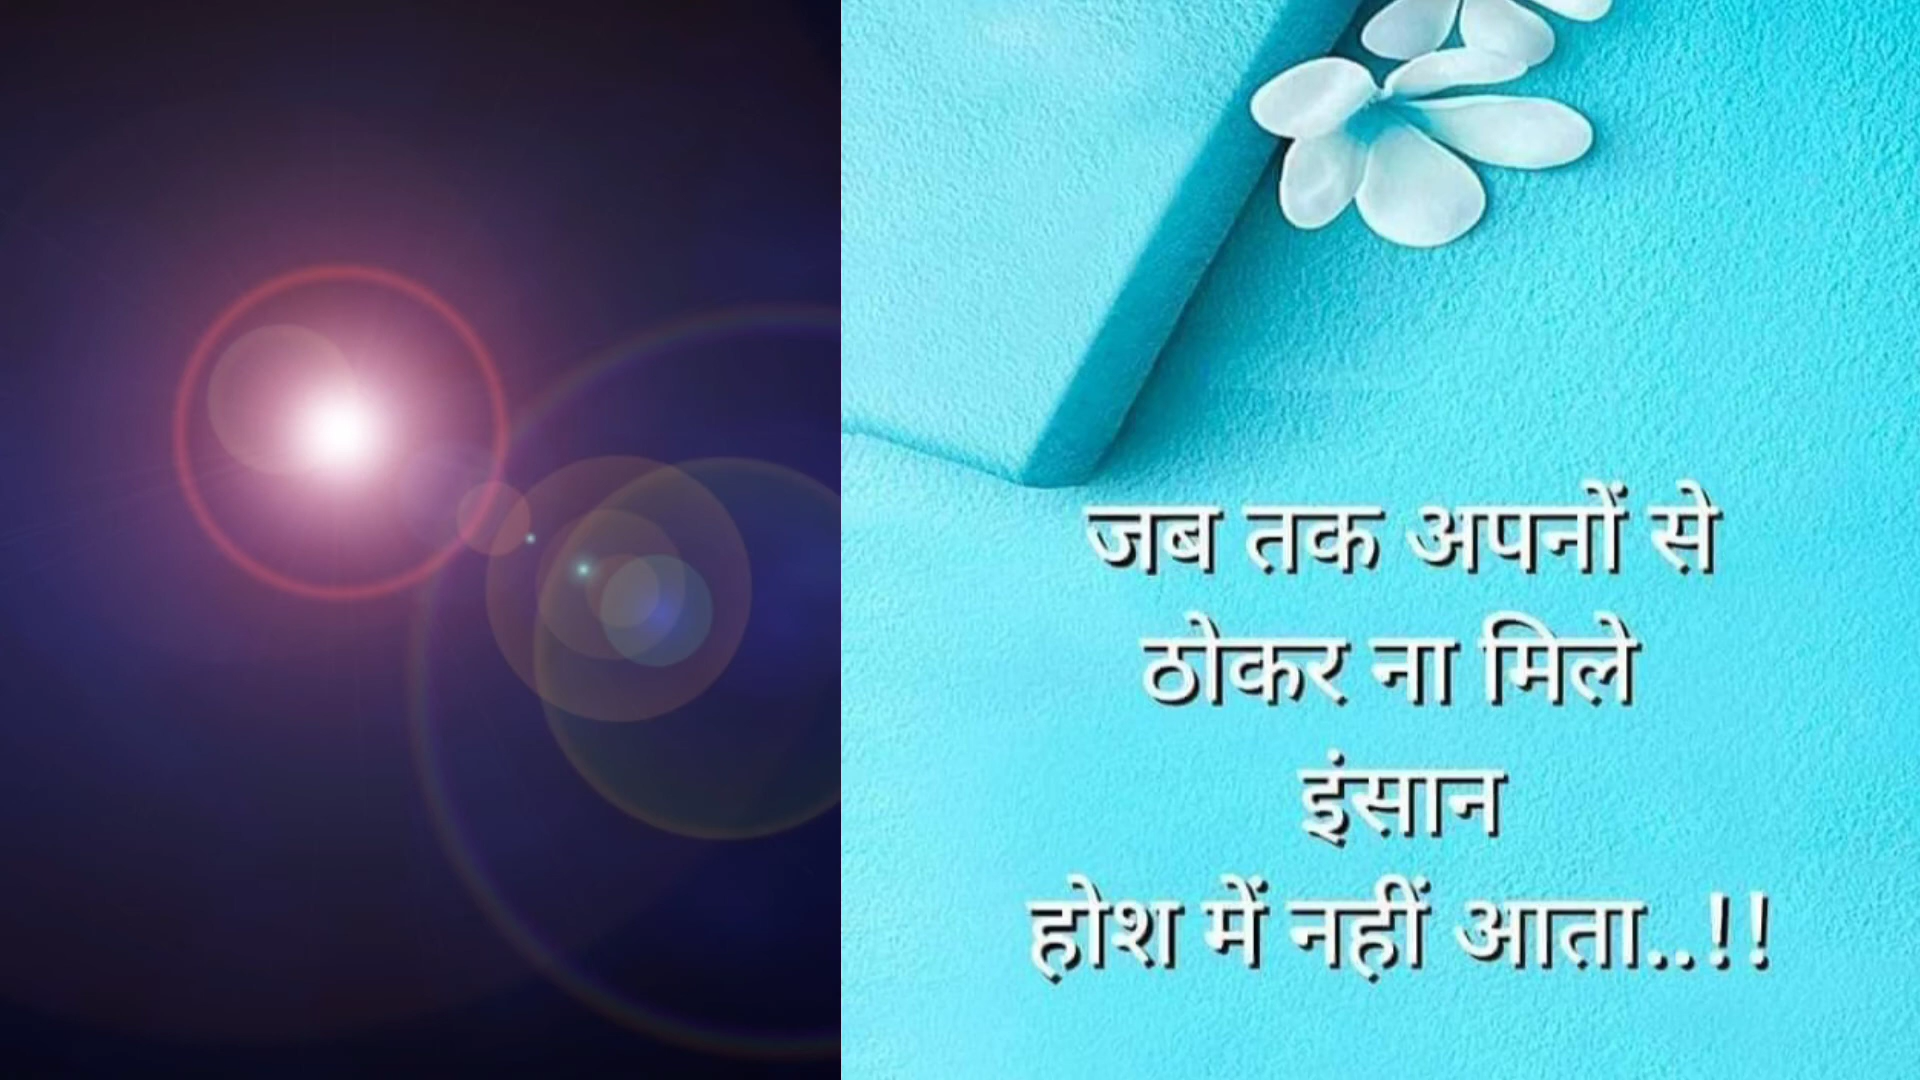 जब तक अपनों से
ठोकर ना मिले
इंसान
होश में नहीं आता..!!